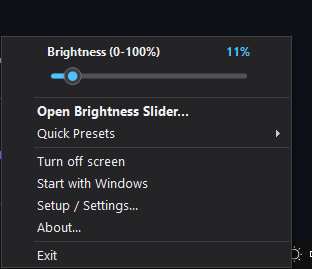 Brightness (0-100%) 11%
Open Brightness Slider...
Quick Presets
Turn off screen
Start with Windows
Setup / Settings...
About...
Exit